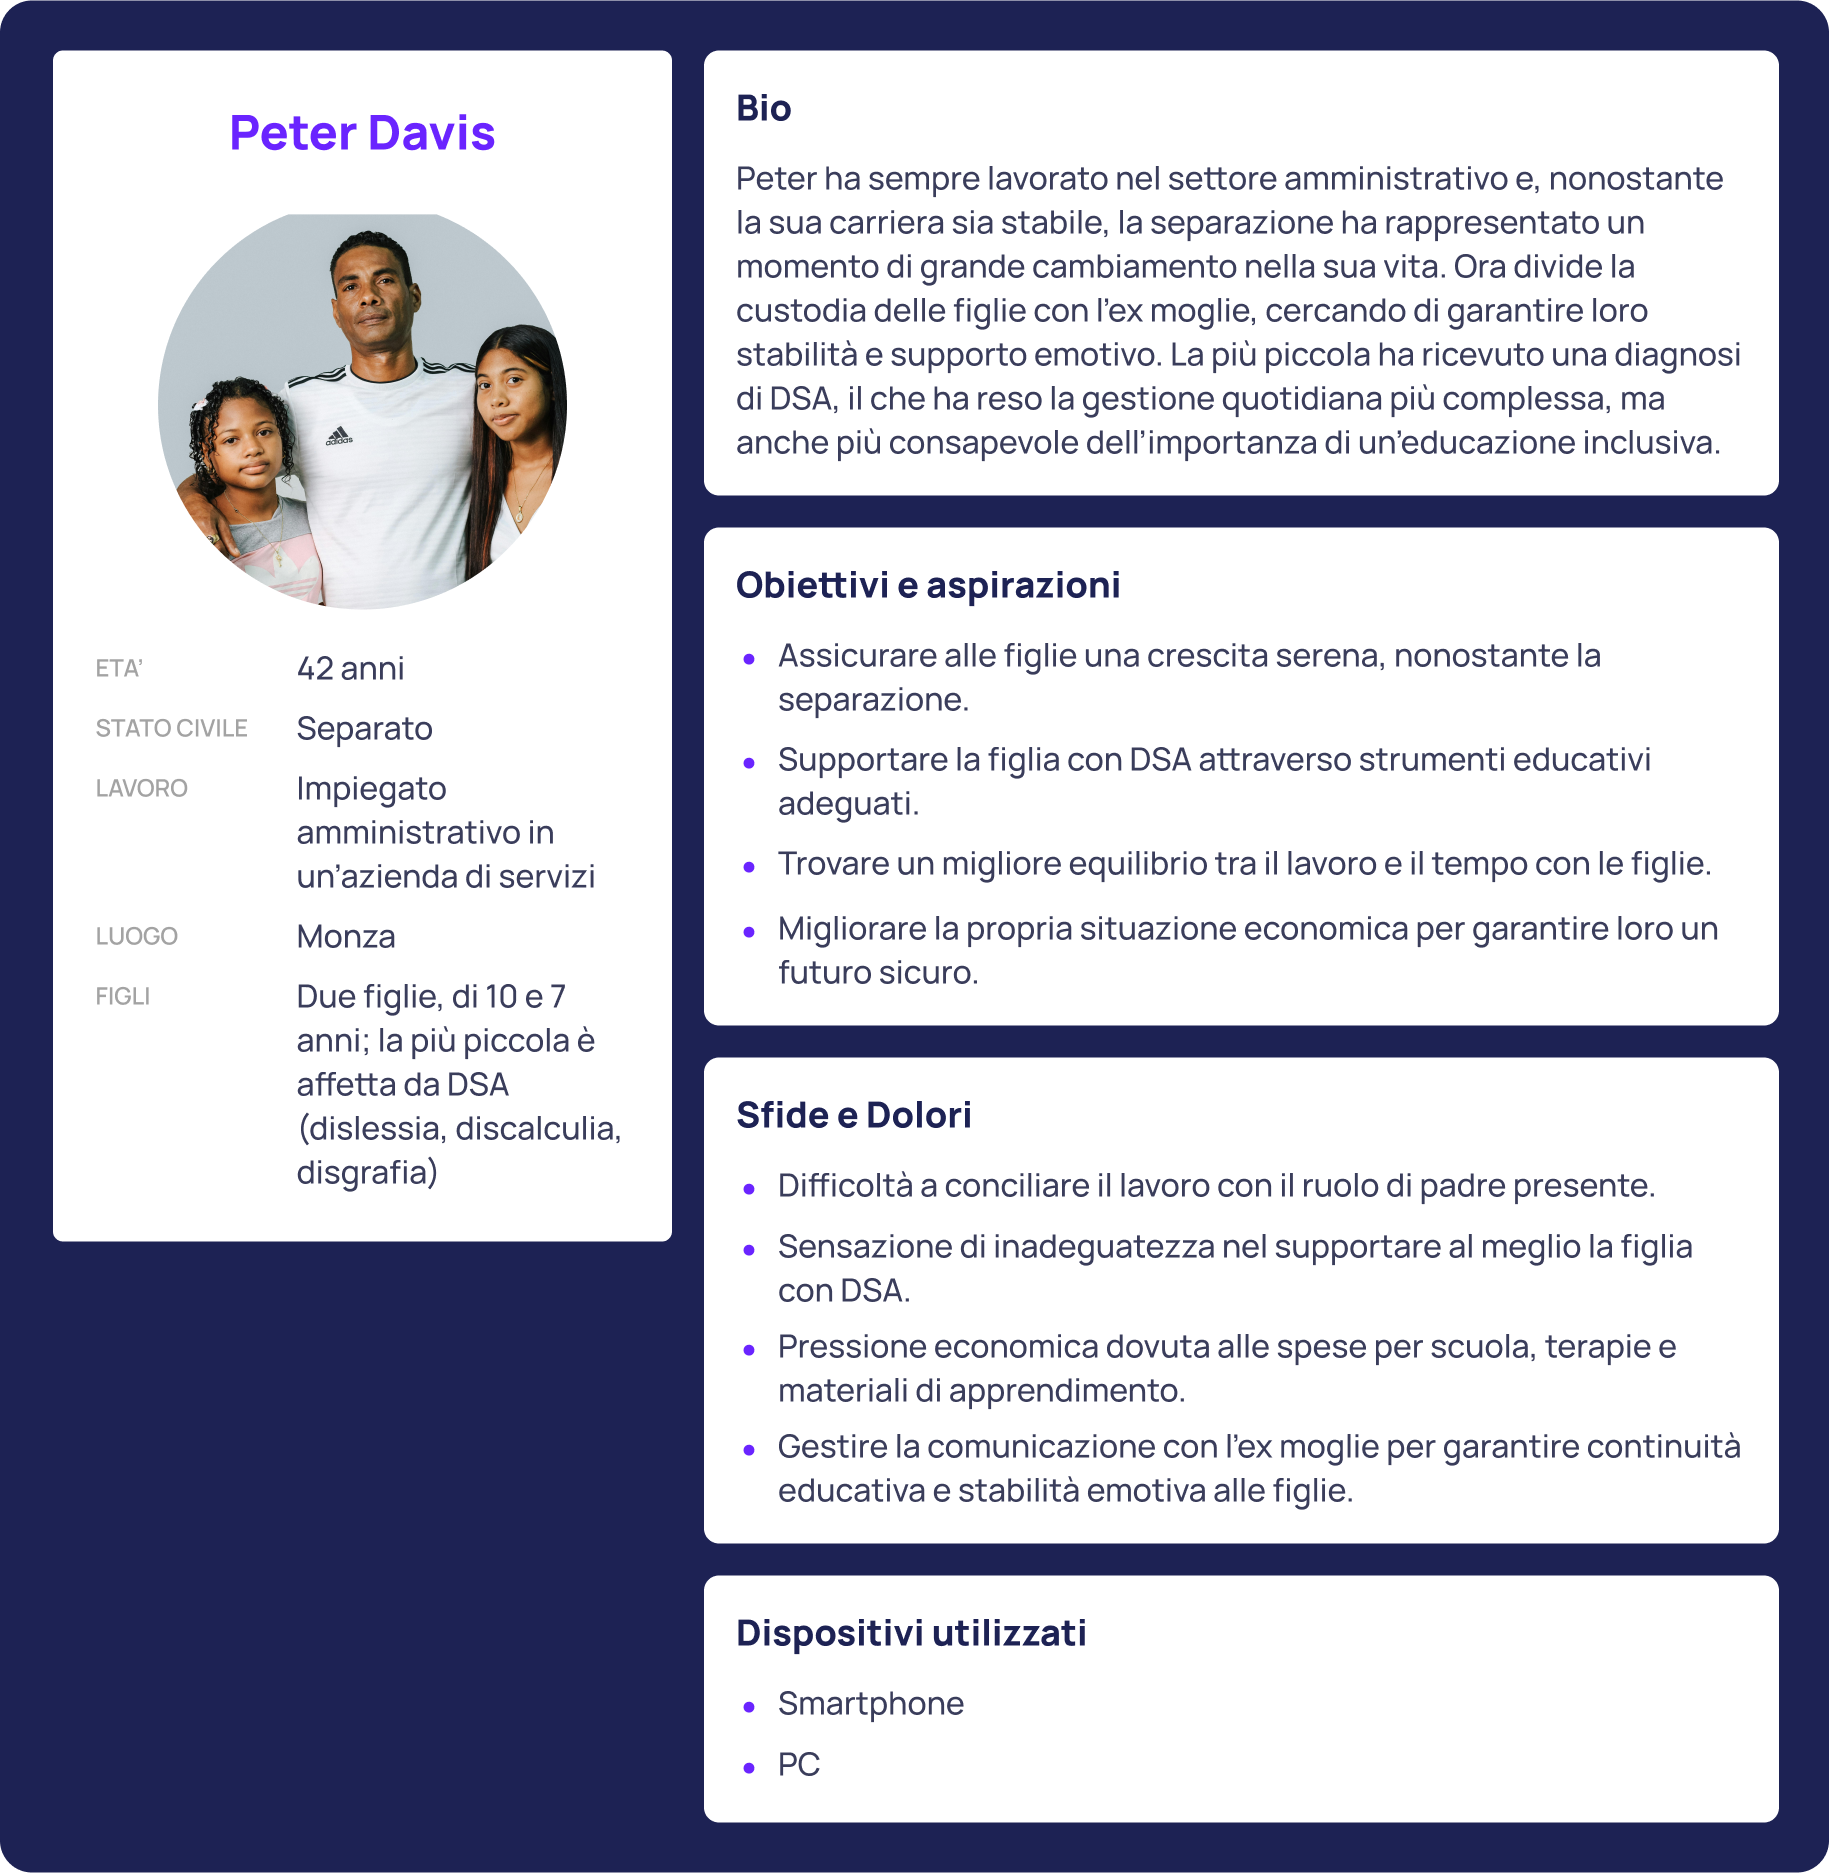 Peter Davis
adidas
ETA’
42 anni
STATO CIVILE
Separato
LAVORO
Impiegato
amministrativo in
un’azienda di servizi
LUOGO
Monza
FIGLI
Due figlie, di 10 e 7
anni; la più piccola è
affetta da DSA
(dislessia, discalculia,
disgrafia)
Bio
Peter ha sempre lavorato nel settore amministrativo e, nonostante
la sua carriera sia stabile, la separazione ha rappresentato un
momento di grande cambiamento nella sua vita. Ora divide la
custodia delle figlie con l’ex moglie, cercando di garantire loro
stabilità e supporto emotivo. La più piccola ha ricevuto una diagnosi
di DSA, il che ha reso la gestione quotidiana più complessa, ma
anche più consapevole dell’importanza di un’educazione inclusiva.
Obiettivi e aspirazioni
• Assicurare alle figlie una crescita serena, nonostante la
separazione.
• Supportare la figlia con DSA attraverso strumenti educativi
adeguati.
• Trovare un migliore equilibrio tra il lavoro e il tempo con le figlie.
• Migliorare la propria situazione economica per garantire loro un
futuro sicuro.
Sfide e Dolori
• Difficoltà a conciliare il lavoro con il ruolo di padre presente.
• Sensazione di inadeguatezza nel supportare al meglio la figlia
con DSA.
• Pressione economica dovuta alle spese per scuola, terapie e
materiali di apprendimento.
• Gestire la comunicazione con l’ex moglie per garantire continuità
educativa e stabilità emotiva alle figlie.
Dispositivi utilizzati
• Smartphone
• PC